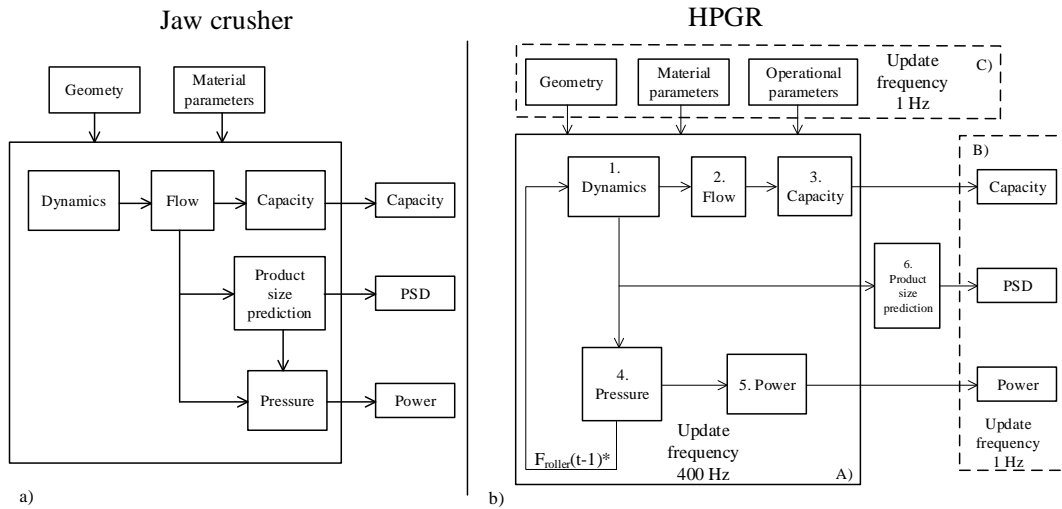 Jaw crusher
Geomety
Material
parameters
Dynamics
Flow
Capacity
Capacity
Product
size
prediction
PSD
Pressure
Power
a)
HPGR
C)
Geometry
Material
parameters
Operational
parameters
Update
frequency
1 Hz
B)
1.
Dynamics
2.
Flow
3.
Capacity
Capacity
6.
Product
size
prediction
PSD
4.
Pressure
5. Power
Power
Update
frequency
400 Hz
F_roller(t-1)*
A)
Update
frequency
1 Hz
b)